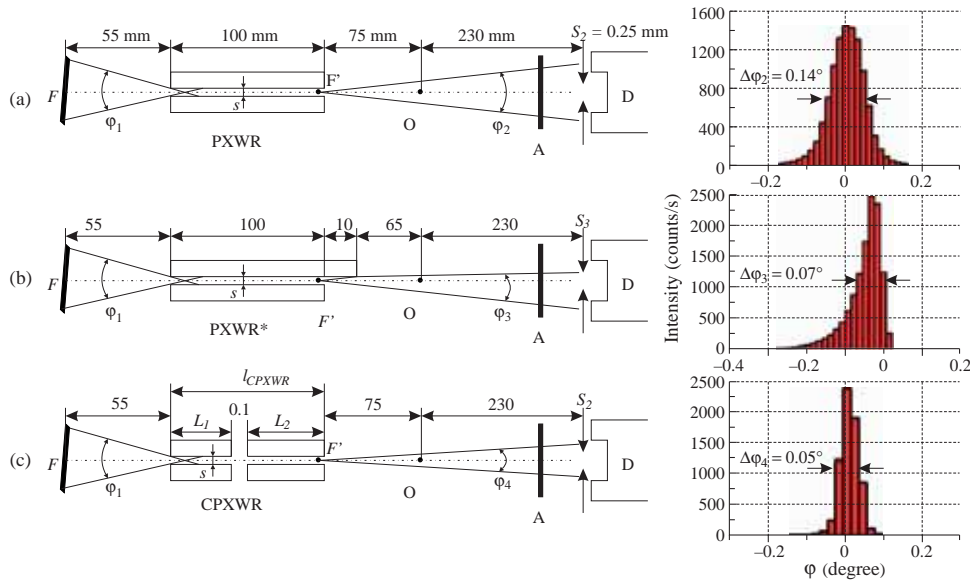 55 mm 100 mm 75 mm 230 mm S2 = 0.25 mm
(a) F φ1 s F' φ2 O A D
PXWR
1600
1200
800
400
0
Δφ2 = 0.14°
−0.2 0 0.2
55 100 10 65 230 S3
(b) F φ1 s F' φ3 O A D
PXWR*
2500
2000
1500
1000
500
0
Δφ3 = 0.07°
−0.4 −0.2 0 0.2
Intensity (counts/s)
lCPXWR
55 L1 0.1 L2 75 230 S2
(c) F φ1 s F' φ4 O A D
CPXWR
2500
2000
1500
1000
500
0
Δφ4 = 0.05°
−0.2 0 0.2
φ (degree)